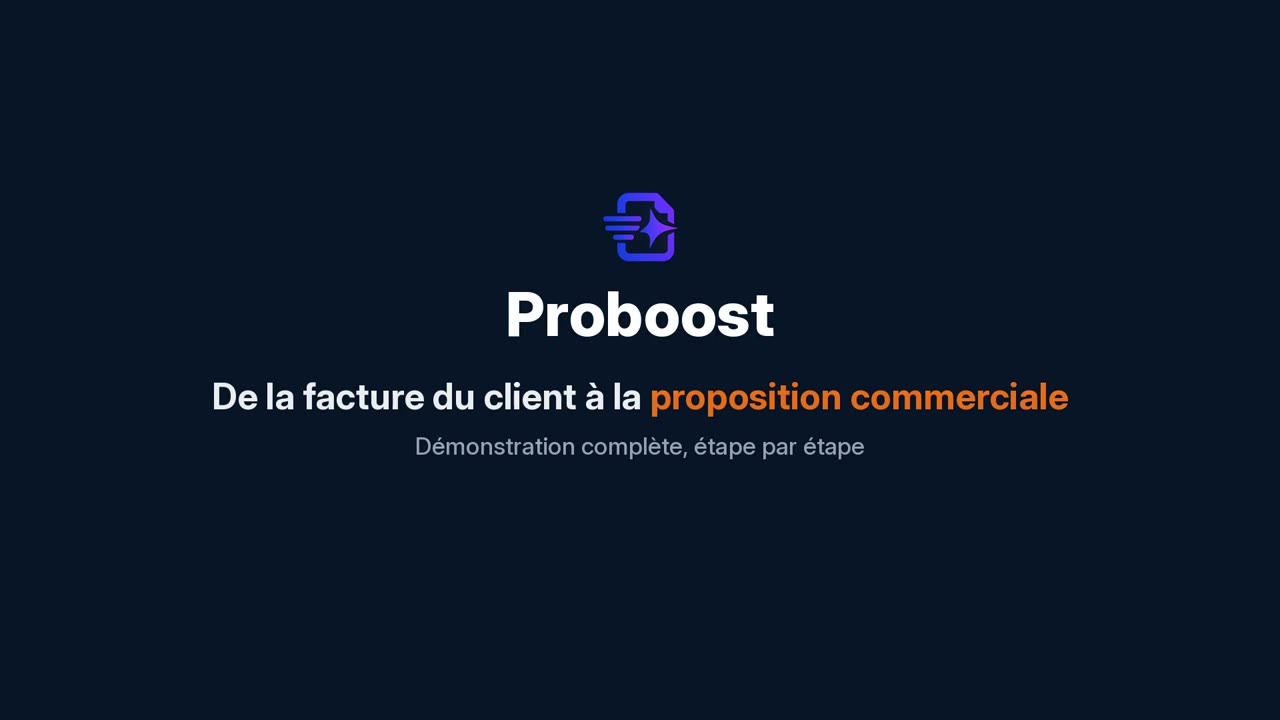 Proboost
De la facture du client à la proposition commerciale
Démonstration complète, étape par étape